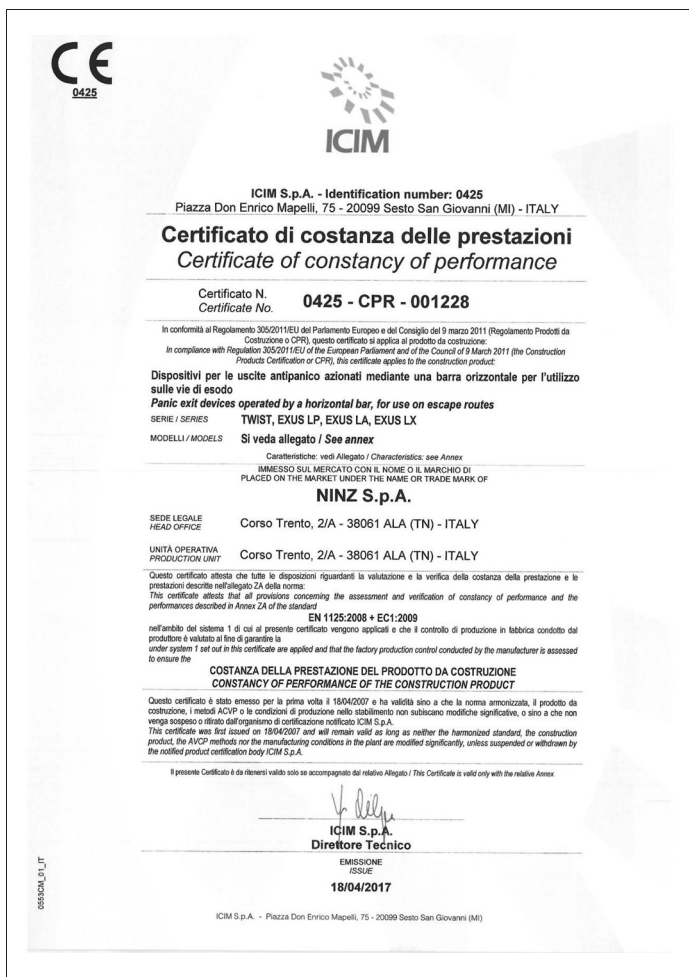 CE
0425
ICIM
ICIM S.p.A. - Identification number: 0425
Piazza Don Enrico Mapelli, 75 - 20099 Sesto San Giovanni (MI) - ITALY
Certificato di costanza delle prestazioni
Certificate of constancy of performance
Certificato N.
Certificate No.
0425 - CPR - 001228
In conformità al Regolamento 305/2011/EU del Parlamento Europeo e del Consiglio del 9 marzo 2011 (Regolamento Prodotti da
Costruzione o CPR), questo certificato si applica al prodotto da costruzione:
In compliance with Regulation 305/2011/EU of the European Parliament and of the Council of 9 March 2011 (the Construction
Products Certification or CPR), this certificate applies to the construction product:
Dispositivi per le uscite antipanico azionati mediante una barra orizzontale per l'utilizzo
sulle vie di esodo
Panic exit devices operated by a horizontal bar, for use on escape routes
SERIE / SERIES TWIST, EXUS LP, EXUS LA, EXUS LX
MODELLI / MODELS Si veda allegato / See annex
Caratteristiche: vedi Allegato / Characteristics: see Annex
IMMESSO SUL MERCATO CON IL NOME O IL MARCHIO DI
PLACED ON THE MARKET UNDER THE NAME OR TRADE MARK OF
NINZ S.p.A.
SEDE LEGALE
HEAD OFFICE
Corso Trento, 2/A - 38061 ALA (TN) - ITALY
UNITÀ OPERATIVA
PRODUCTION UNIT
Corso Trento, 2/A - 38061 ALA (TN) - ITALY
Questo certificato attesta che tutte le disposizioni riguardanti la valutazione e la verifica della costanza della prestazione e le
prestazioni descritte nell'allegato ZA della norma:
This certificate attests that all provisions concerning the assessment and verification of constancy of performance and the
performances described in Annex ZA of the standard
EN 1125:2008 + EC1:2009
nell'ambito del sistema 1 di cui al presente certificato vengono applicati e che il controllo di produzione in fabbrica condotto dal
produttore è valutato al fine di garantire la
under system 1 set out in this certificate are applied and that the factory production control conducted by the manufacturer is assessed
to ensure the
COSTANZA DELLA PRESTAZIONE DEL PRODOTTO DA COSTRUZIONE
CONSTANCY OF PERFORMANCE OF THE CONSTRUCTION PRODUCT
Questo certificato è stato emesso per la prima volta il 18/04/2007 e ha validità sino a che la norma armonizzata, il prodotto da
costruzione, i metodi ACVP o le condizioni di produzione nello stabilimento non subiscano modifiche significative, o sino a che non
venga sospeso o ritirato dall'organismo di certificazione notificato ICIM S.p.A.
This certificate was first issued on 18/04/2007 and will remain valid as long as neither the harmonized standard, the construction
product, the AVCP methods nor the manufacturing conditions in the plant are modified significantly, unless suspended or withdrawn by
the notified product certification body ICIM S.p.A.
Il presente Certificato è da ritenersi valido solo se accompagnato dal relativo Allegato / This Certificate is valid only with the relative Annex
ICIM S.p.A.
Direttore Tecnico
EMISSIONE
ISSUE
18/04/2017
0553CM_01_IT
ICIM S.p.A. - Piazza Don Enrico Mapelli, 75 - 20099 Sesto San Giovanni (MI)